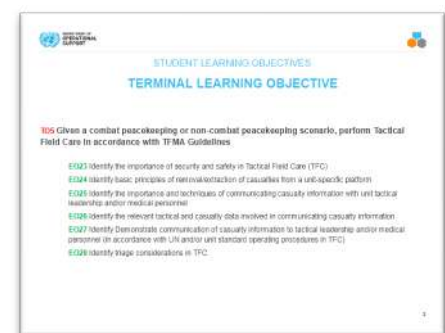 DEPARTMENT OF
OPERATIONAL
SUPPORT
STUDENT LEARNING OBJECTIVES
TERMINAL LEARNING OBJECTIVE
TO5 Given a combat peacekeeping or non-combat peacekeeping scenario, perform Tactical
Field Care in accordance with TFMA Guidelines
EO23 Identify the importance of security and safety in Tactical Field Care (TFC)
EO24 Identify basic principles of removal/extraction of casualties from a unit-specific platform
EO25 Identify the importance and techniques of communicating casualty information with unit tactical
leadership and/or medical personnel
EO26 Identify the relevant tactical and casualty data involved in communicating casualty information
EO27 Identify Demonstrate communication of casualty information to tactical leadership and/or medical
personnel (in accordance with UN and/or unit standard operating procedures in TFC)
EO28 Identify triage considerations in TFC